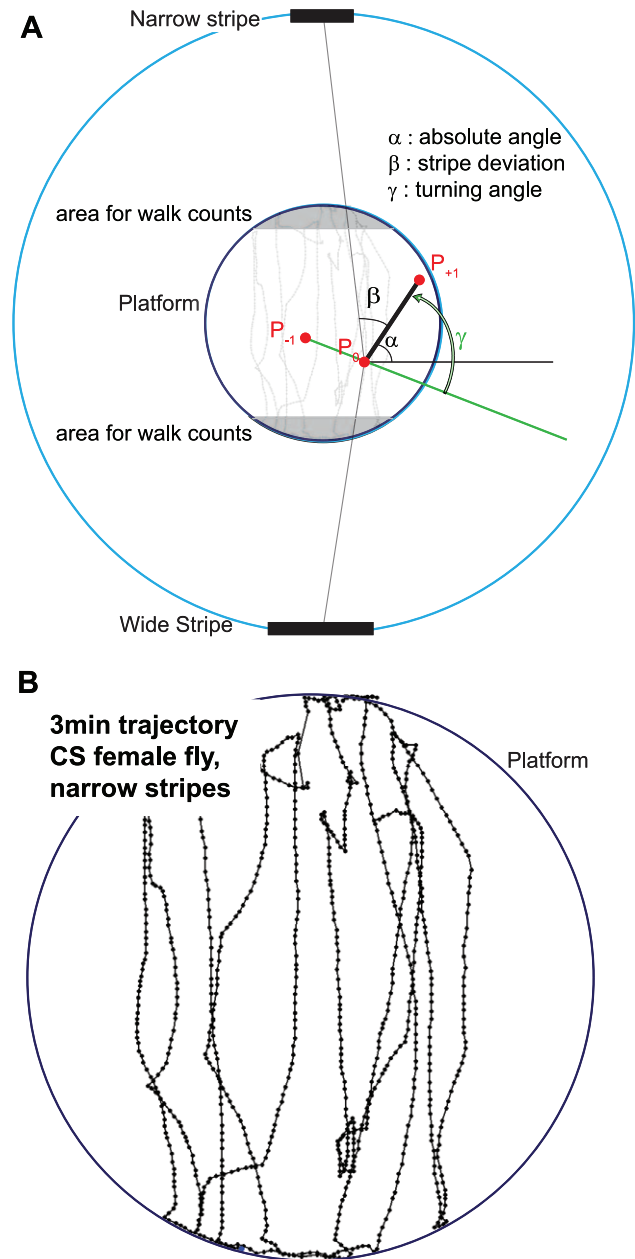 A
Narrow stripe
α : absolute angle
β : stripe deviation
γ : turning angle
area for walk counts
Platform
P+1
β
P-1
P0
α
γ
area for walk counts
Wide Stripe
B
3min trajectory
CS female fly,
narrow stripes
Platform